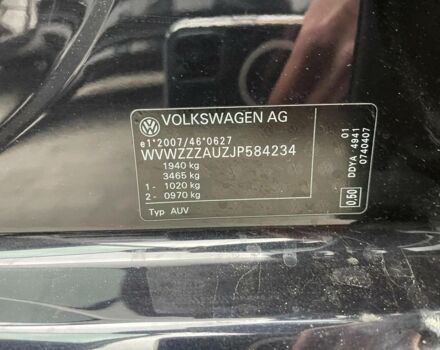 VOLKSWAGEN AG
e1*2007/46*0627
WVWZZZAUZJP584234
1940 kg
3465 kg
1 - 1020 kg
2 - 0970 kg
Typ AUV
01
DDYA 4941
0740407
0.50